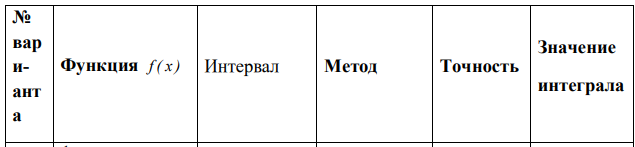 №
вар
и-
ант
а
Функция f(x)
Интервал
Метод
Точность
Значение
интеграла